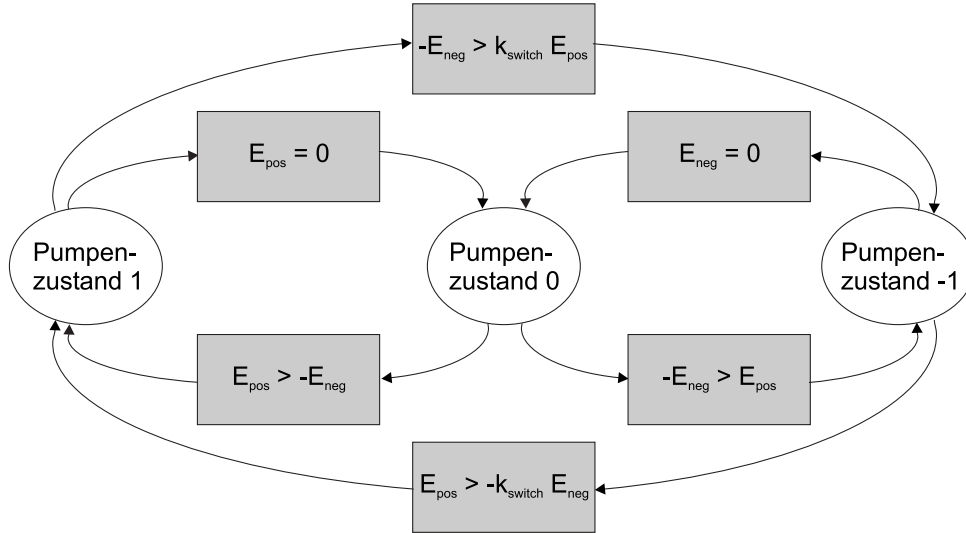 -E_neg > k_switch E_pos
E_pos = 0
E_neg = 0
Pumpen-
zustand 1
Pumpen-
zustand 0
Pumpen-
zustand -1
E_pos > -E_neg
-E_neg > E_pos
E_pos > -k_switch E_neg